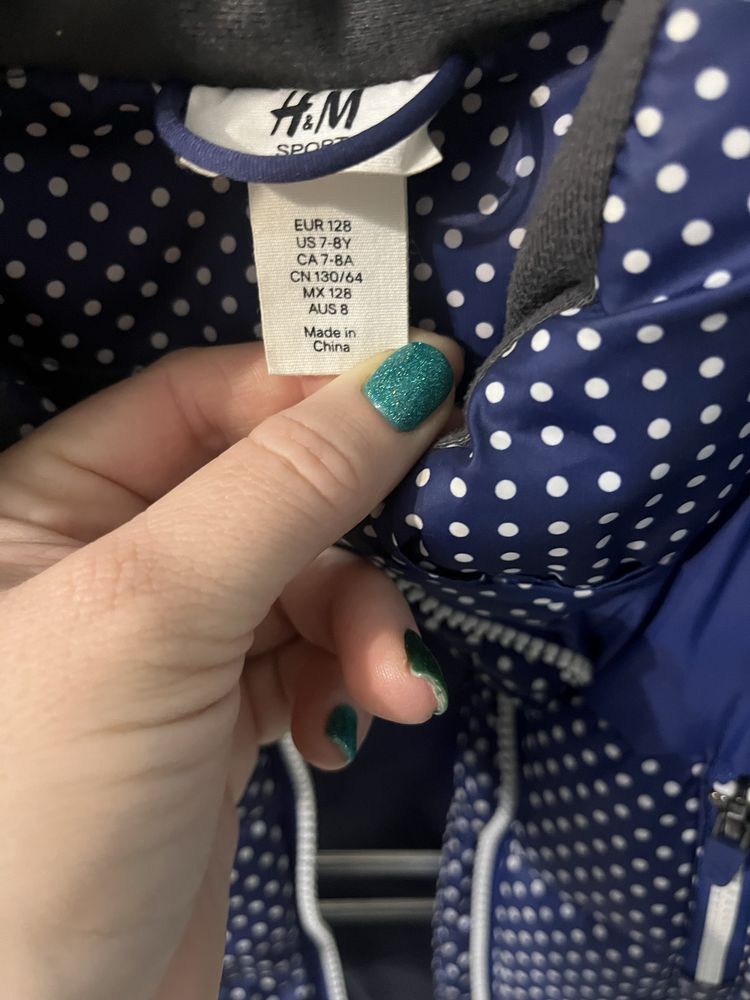 H&M
SPORT
EUR 128
US 7-8Y
CA 7-8A
CN 130/64
MX 128
AUS 8
Made in
China